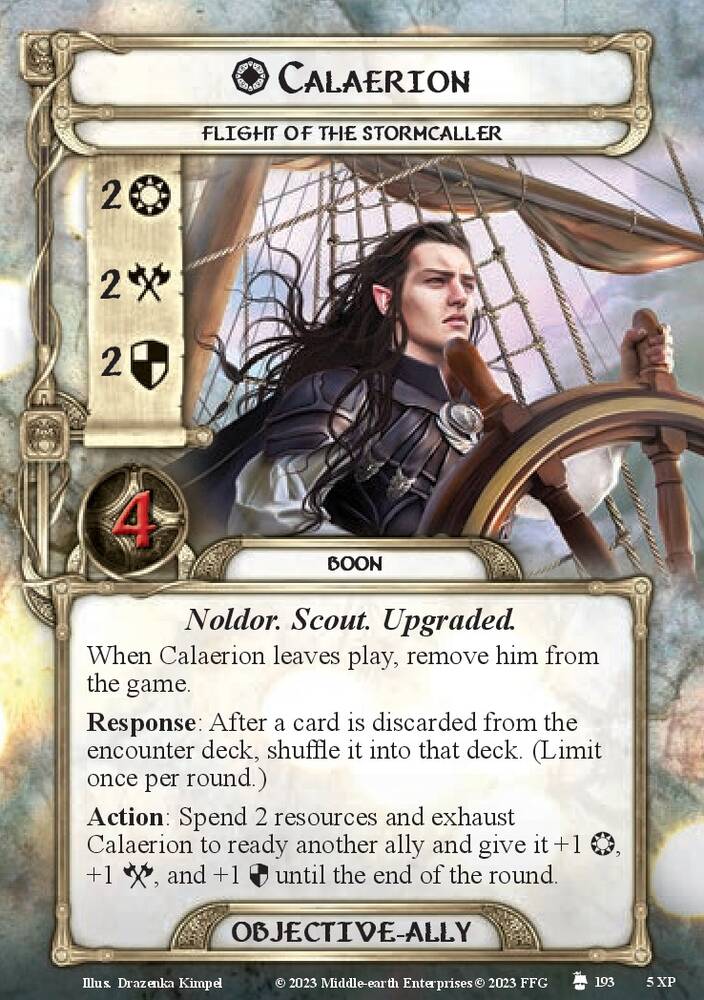 CALAERION
FLIGHT OF THE STORMCALLER
2
2
2
4
BOON
Noldor. Scout. Upgraded.
When Calaerion leaves play, remove him from
the game.
Response: After a card is discarded from the
encounter deck, shuffle it into that deck. (Limit
once per round.)
Action: Spend 2 resources and exhaust
Calaerion to ready another ally and give it +1 ,
+1 , and +1 until the end of the round.
OBJECTIVE-ALLY
Illus. Drazenka Kimpel © 2023 Middle-earth Enterprises © 2023 FFG 193 5 XP